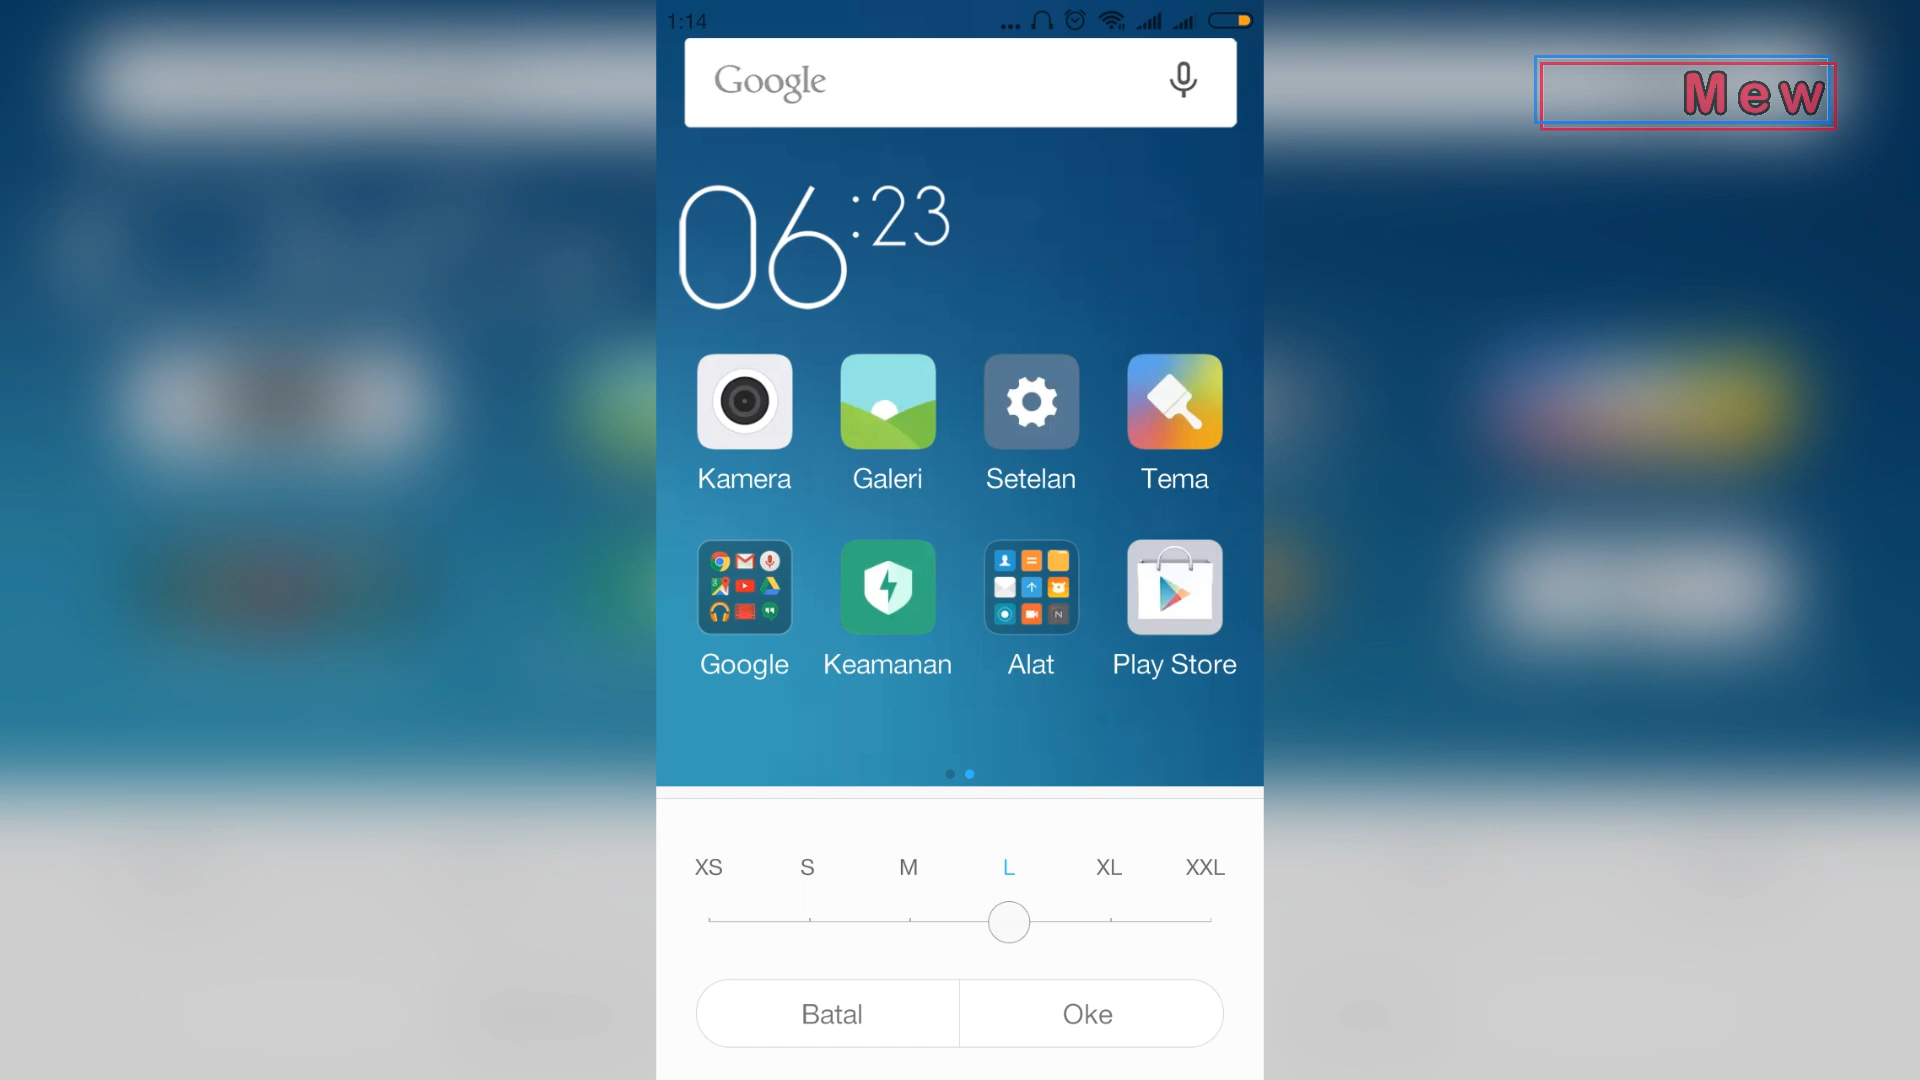 1:14
Mew
Google
06:23
Kamera Galeri Setelan Tema
Google Keamanan Alat Play Store
XS S M L XL XXL
Batal Oke